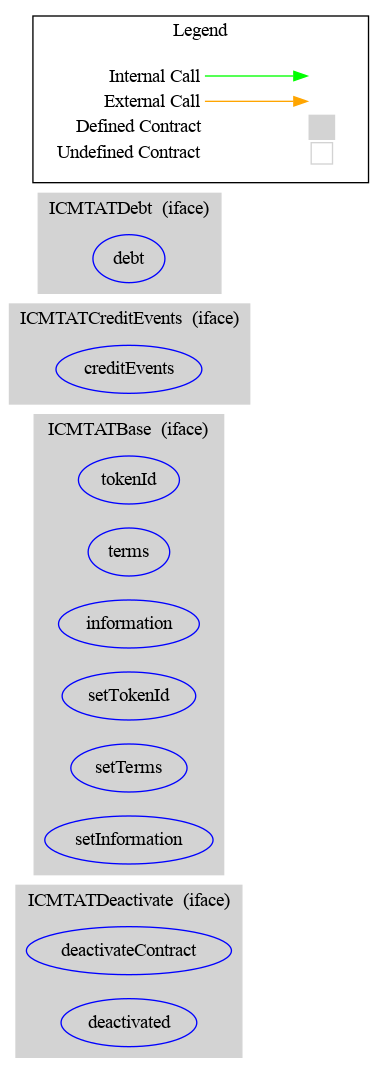 Legend
Internal Call
External Call
Defined Contract
Undefined Contract
ICMTATDebt (iface)
debt
ICMTATCreditEvents (iface)
creditEvents
ICMTATBase (iface)
tokenId
terms
information
setTokenId
setTerms
setInformation
ICMTATDeactivate (iface)
deactivateContract
deactivated